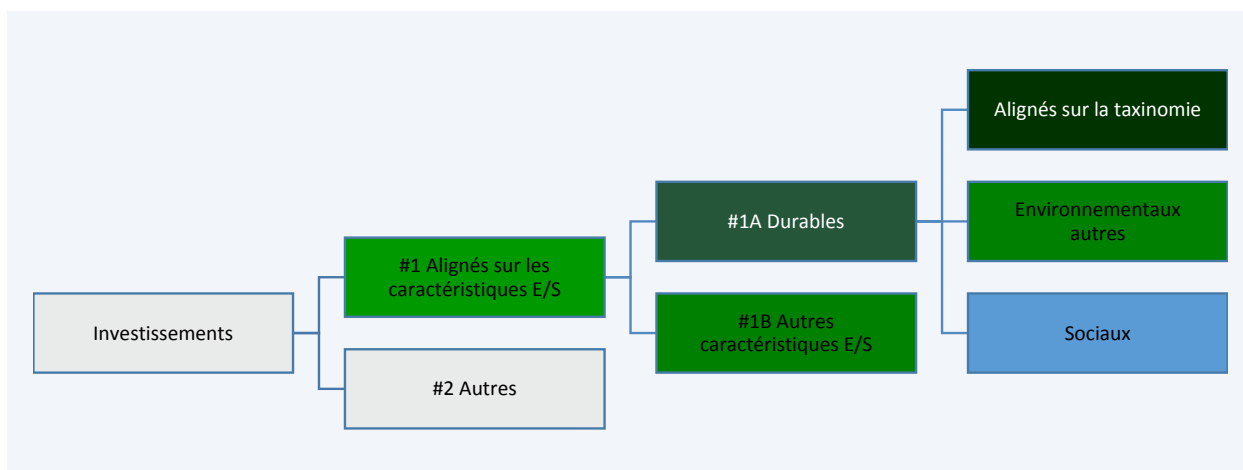 Investissements
#1 Alignés sur les
caractéristiques E/S
#2 Autres
#1A Durables
#1B Autres
caractéristiques E/S
Alignés sur la taxinomie
Environnementaux
autres
Sociaux